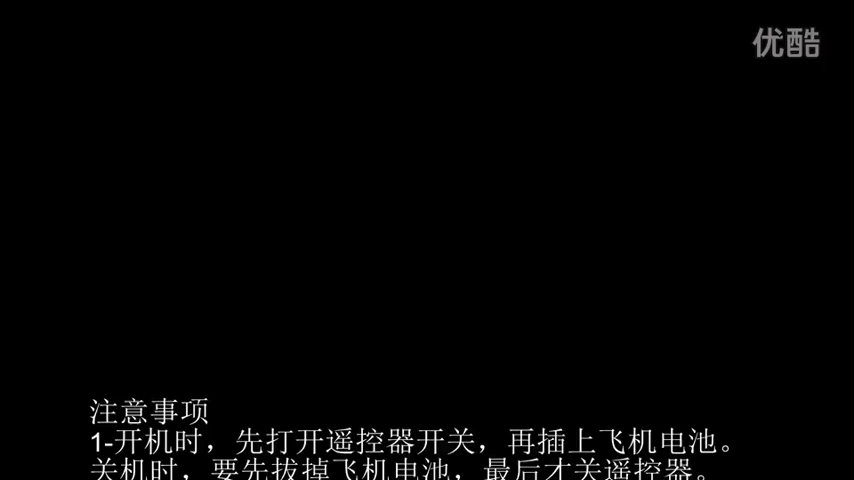 优酷
注意事项
1-开机时，先打开遥控器开关，再插上飞机电池。
关机时，要先拔掉飞机电池，最后才关遥控器。